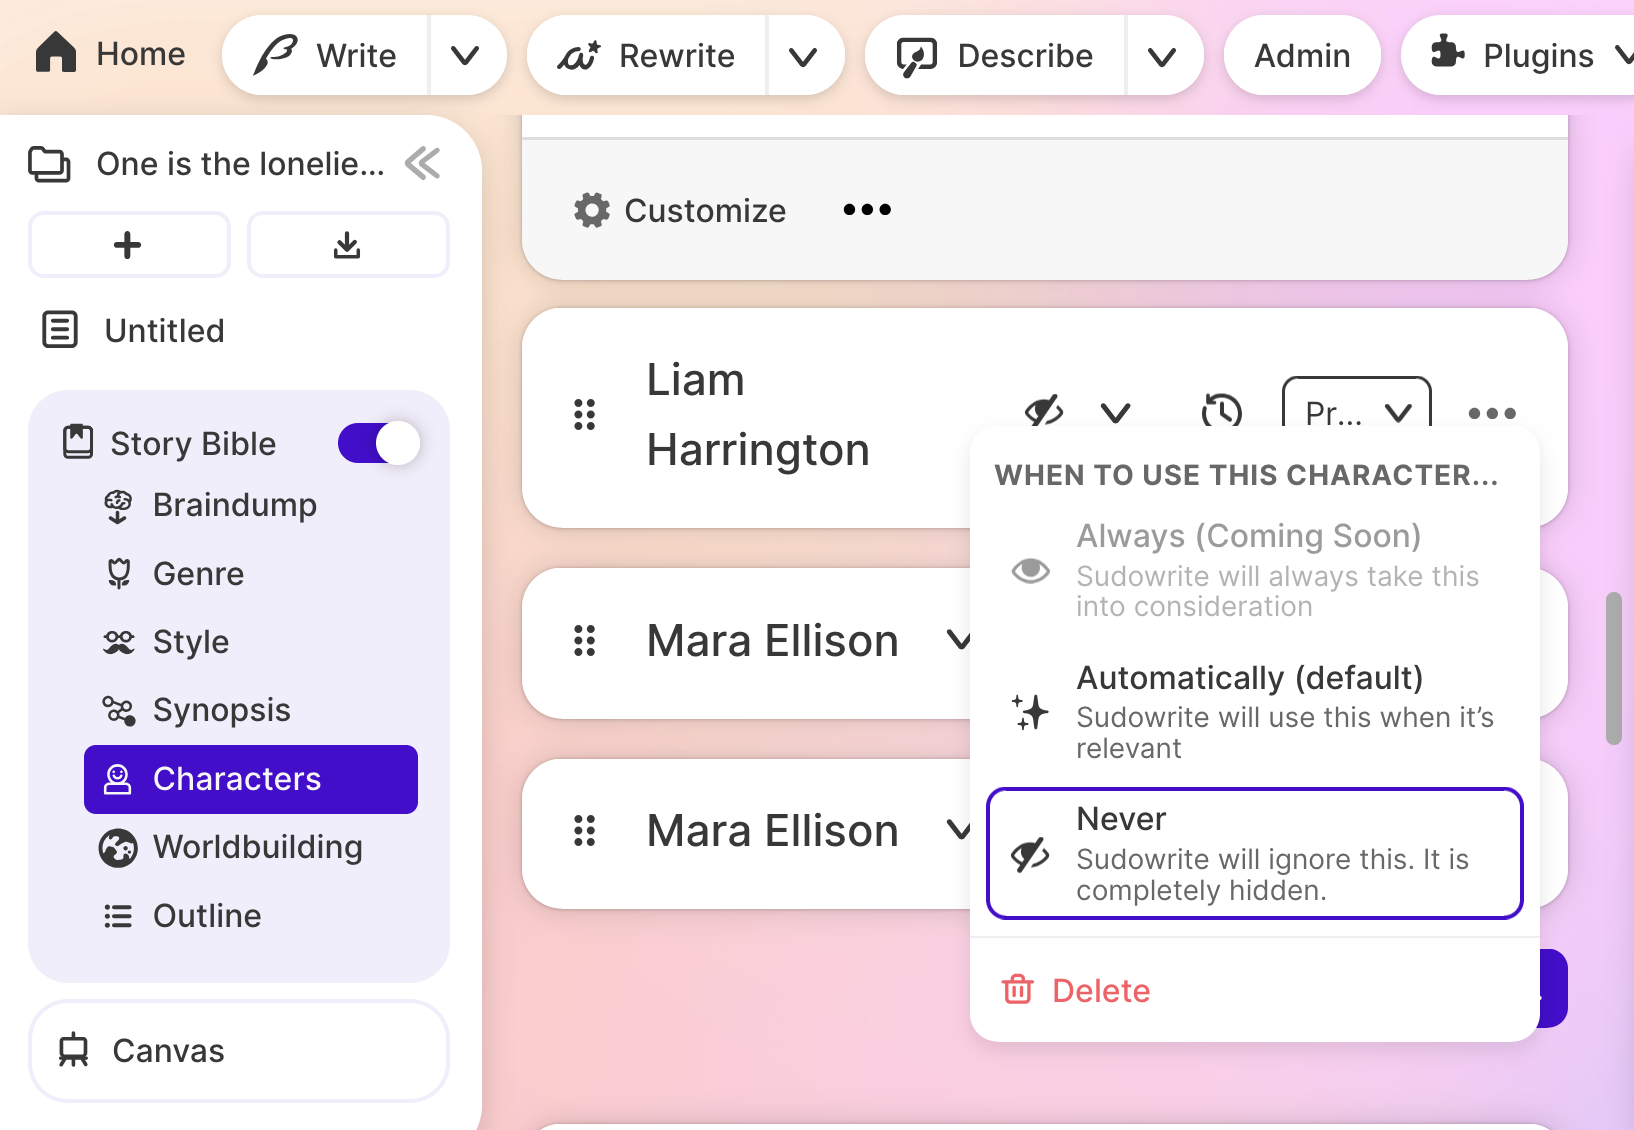 Home
Write
Rewrite
Describe
Admin
Plugins
One is the lonelie...
Untitled
Story Bible
Braindump
Genre
Style
Synopsis
Characters
Worldbuilding
Outline
Canvas
Customize
Liam
Harrington
Pr...
Mara Ellison
Mara Ellison
WHEN TO USE THIS CHARACTER...
Always (Coming Soon)
Sudowrite will always take this
into consideration
Automatically (default)
Sudowrite will use this when it’s
relevant
Never
Sudowrite will ignore this. It is
completely hidden.
Delete